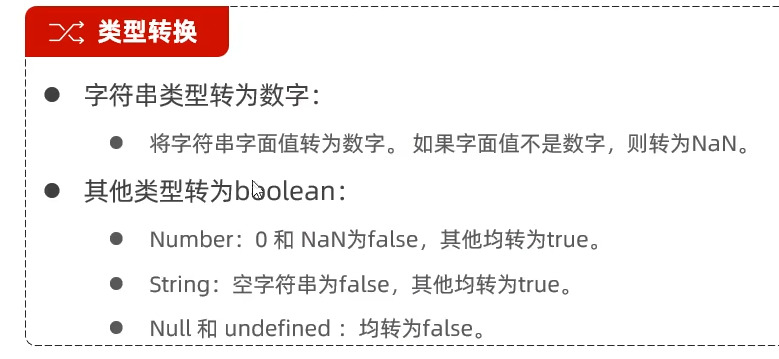 类型转换
字符串类型转为数字：
将字符串字面值转为数字。 如果字面值不是数字，则转为NaN。
其他类型转为boolean：
Number：0 和 NaN为false，其他均转为true。
String：空字符串为false，其他均转为true。
Null 和 undefined ：均转为false。